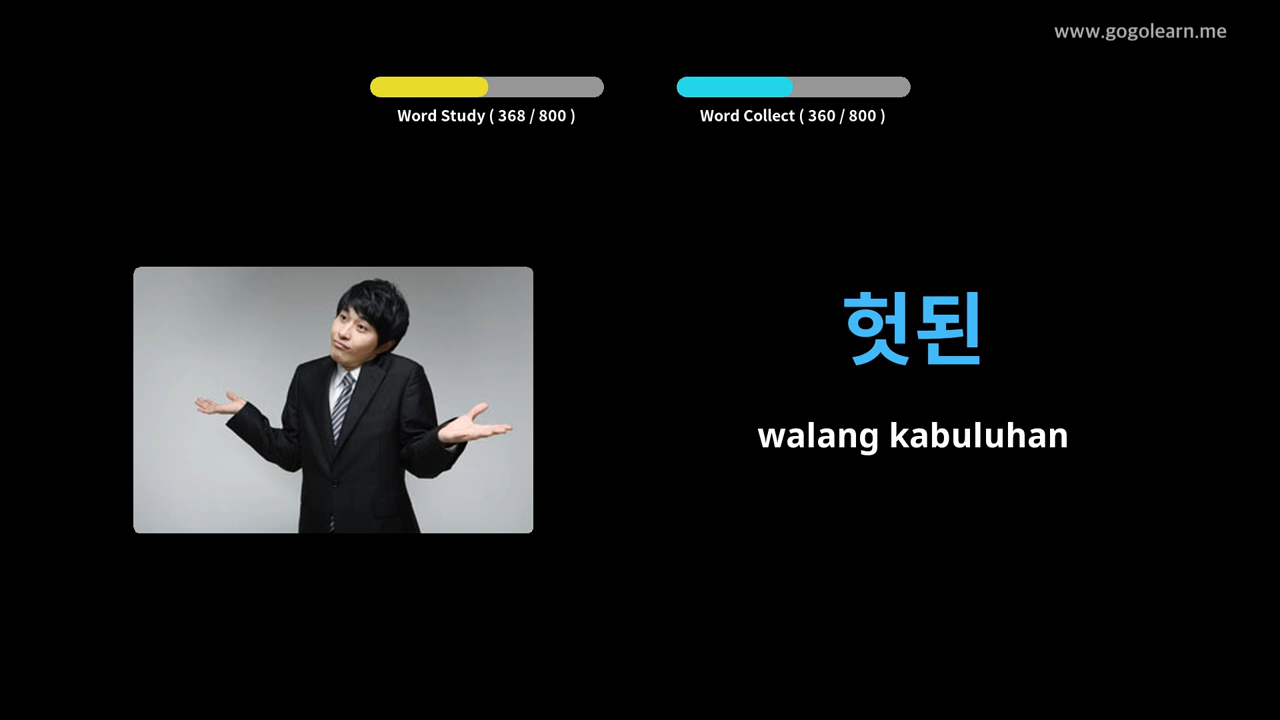 www.gogolearn.me
Word Study ( 368 / 800 )
Word Collect ( 360 / 800 )
헛된
walang kabuluhan